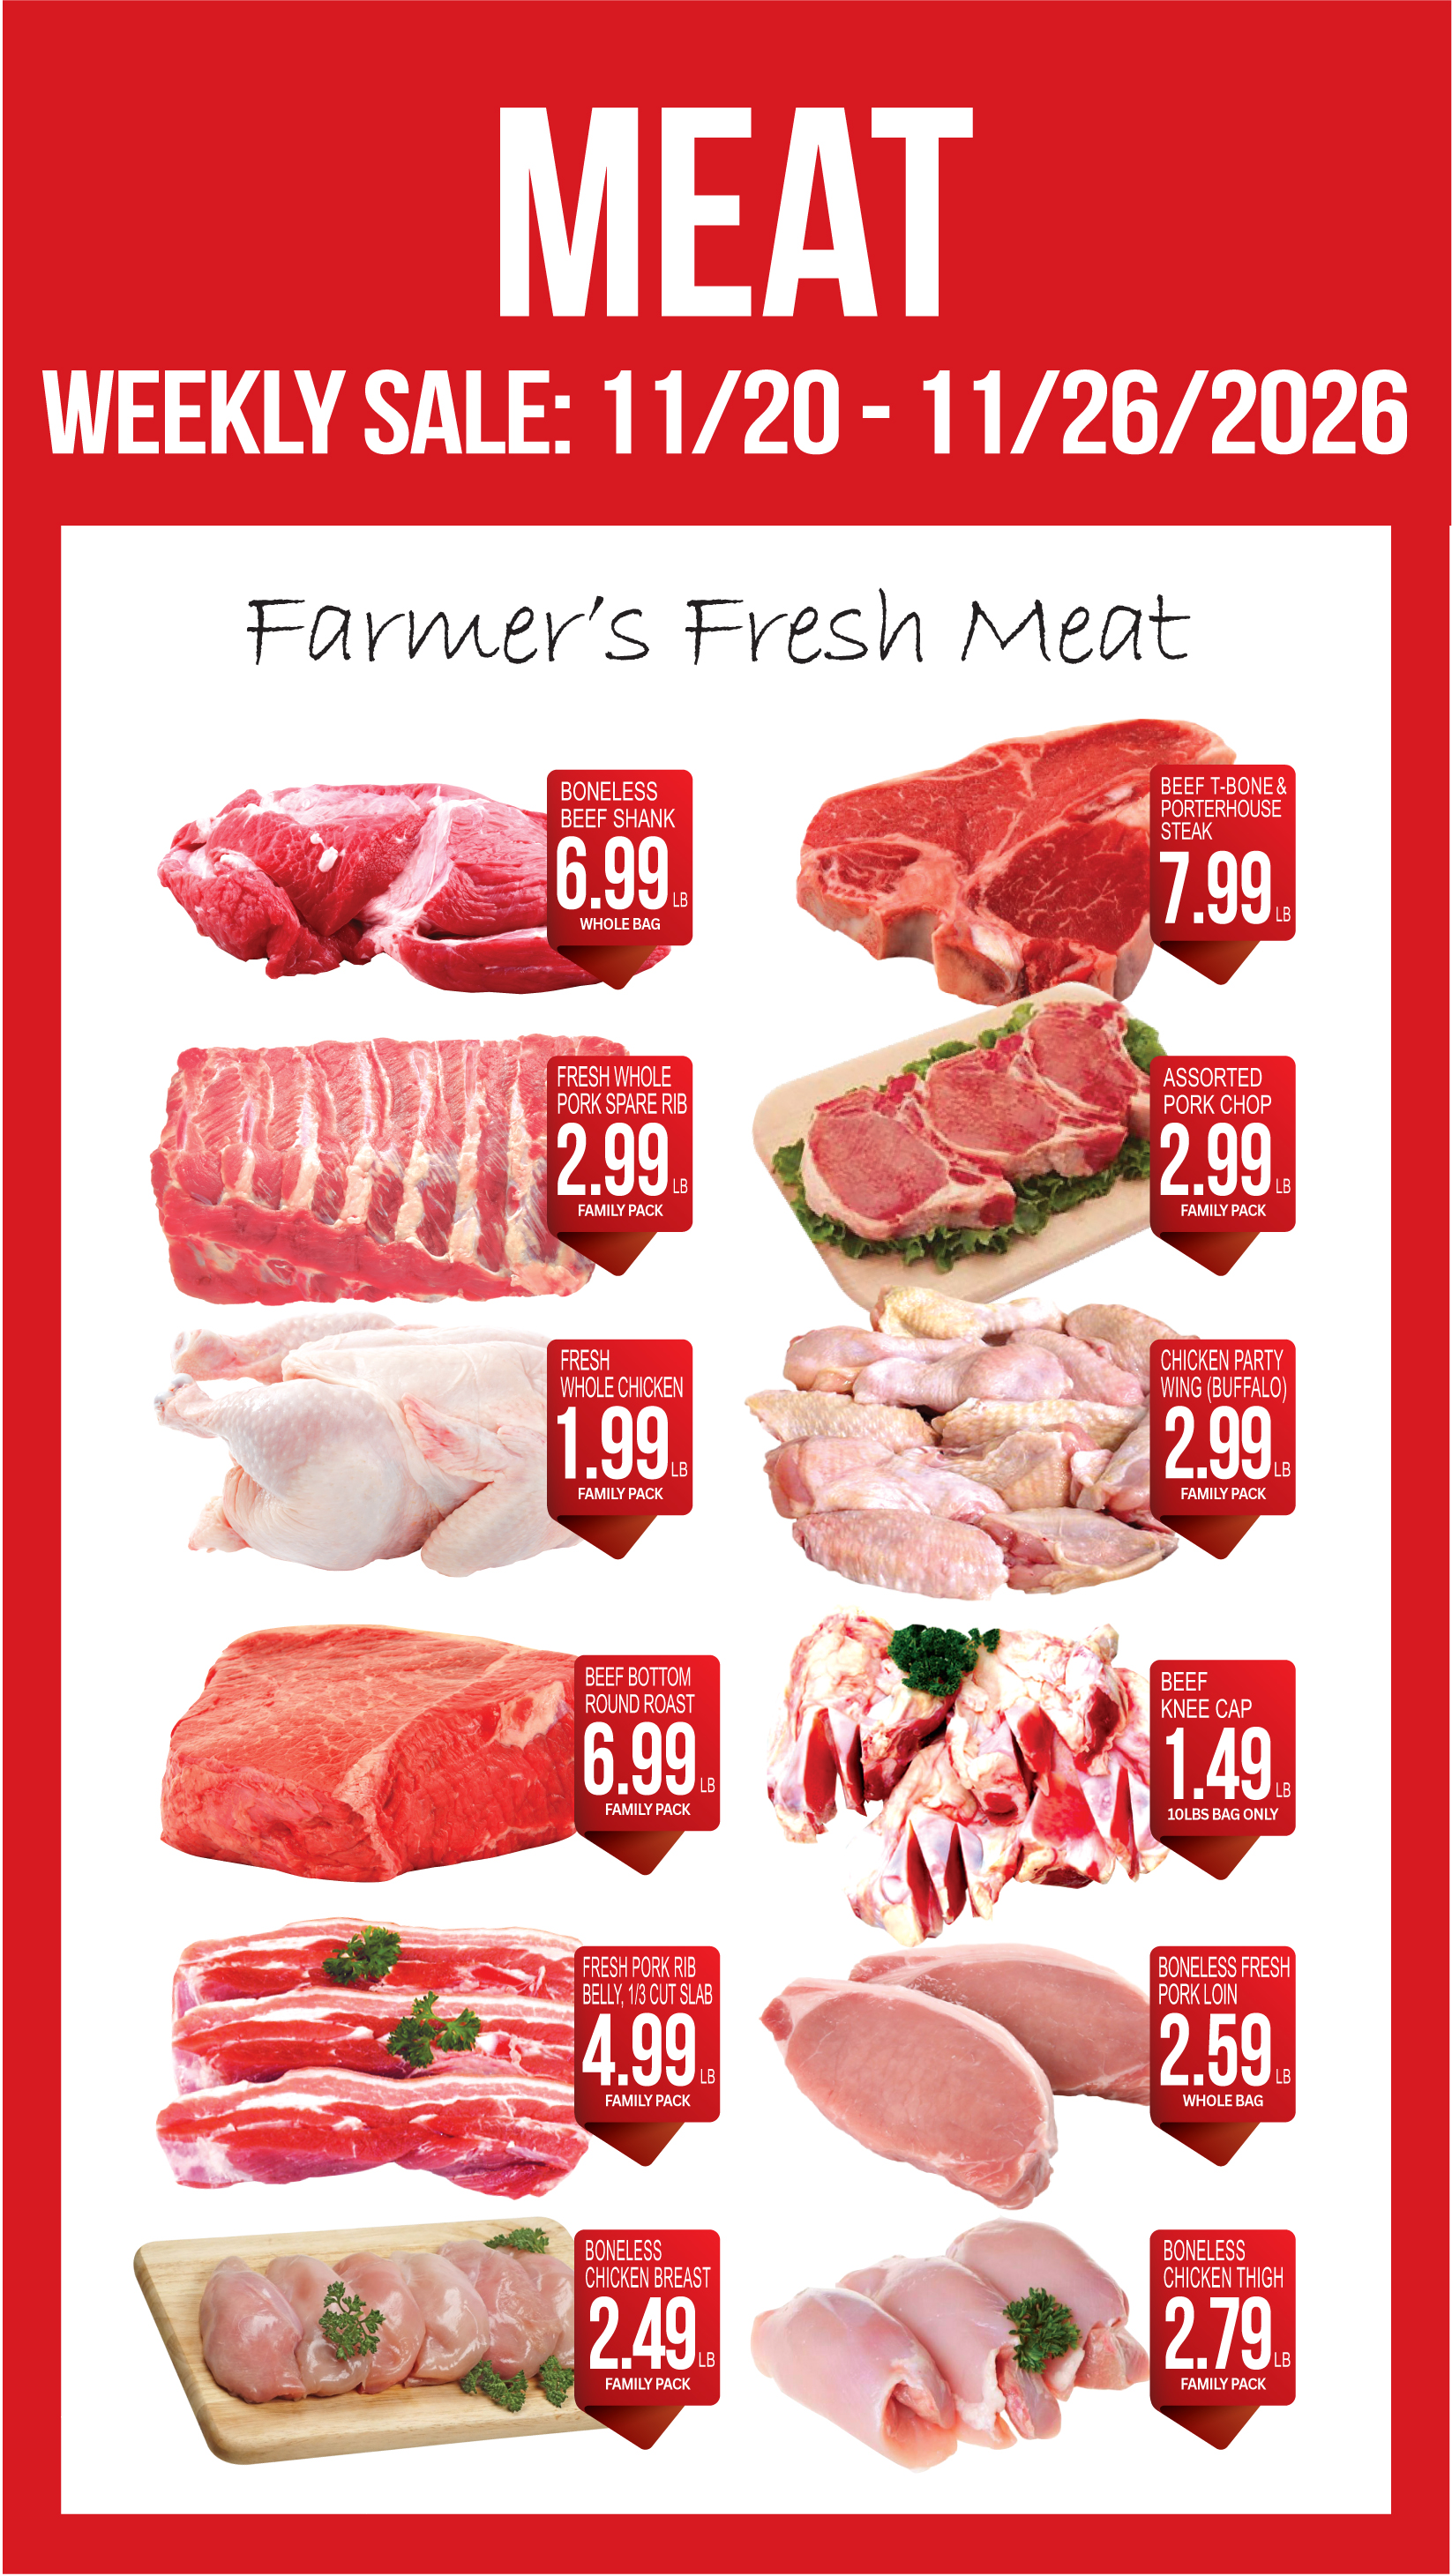 MEAT
WEEKLY SALE: 11/20 - 11/26/2026
Farmer's Fresh Meat
BONELESS
BEEF SHANK
6.99 LB
WHOLE BAG
BEEF T-BONE &
PORTERHOUSE
STEAK
7.99 LB
FRESH WHOLE
PORK SPARE RIB
2.99 LB
FAMILY PACK
ASSORTED
PORK CHOP
2.99 LB
FAMILY PACK
FRESH
WHOLE CHICKEN
1.99 LB
FAMILY PACK
CHICKEN PARTY
WING (BUFFALO)
2.99 LB
FAMILY PACK
BEEF BOTTOM
ROUND ROAST
6.99 LB
FAMILY PACK
BEEF
KNEE CAP
1.49 LB
10LBS BAG ONLY
FRESH PORK RIB
BELLY, 1/3 CUT SLAB
4.99 LB
FAMILY PACK
BONELESS FRESH
PORK LOIN
2.59 LB
WHOLE BAG
BONELESS
CHICKEN BREAST
2.49 LB
FAMILY PACK
BONELESS
CHICKEN THIGH
2.79 LB
FAMILY PACK